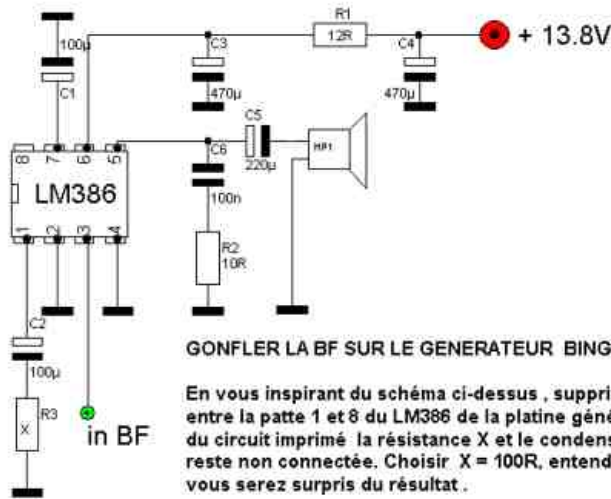 100µ
C1
C3
470µ
R1
12R
C4
470µ
+ 13.8V
8
7
6
5
LM386
1
2
3
4
C5
220µ
C6
100n
HP1
R2
10R
C2
100µ
R3
X
in BF
GONFLER LA BF SUR LE GENERATEUR BING
En vous inspirant du schéma ci-dessus , suppri
entre la patte 1 et 8 du LM386 de la platine géné
du circuit imprimé la résistance X et le condens
reste non connectée. Choisir X = 100R, entend
vous serez surpris du résultat .